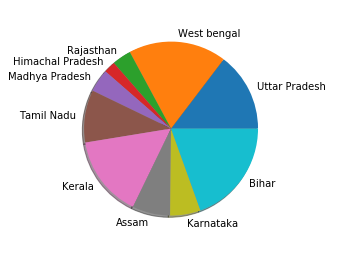 West bengal
Rajasthan
Himachal Pradesh
Madhya Pradesh
Uttar Pradesh
Tamil Nadu
Bihar
Kerala
Assam
Karnataka